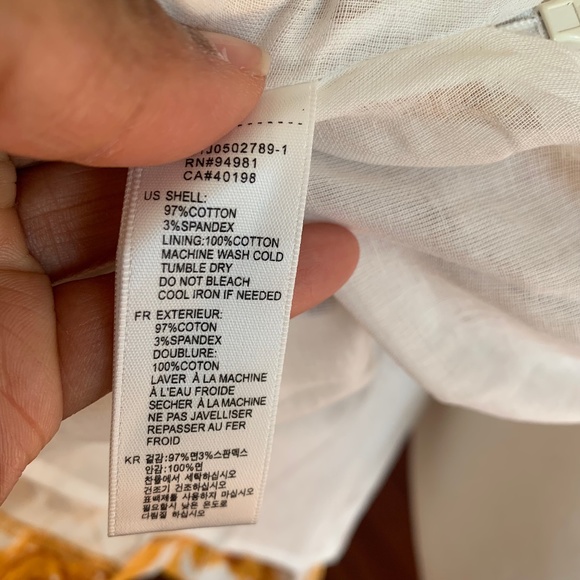 J0502789-1
RN#94981
CA#40198
US SHELL:
97%COTTON
3%SPANDEX
LINING:100%COTTON
MACHINE WASH COLD
TUMBLE DRY
DO NOT BLEACH
COOL IRON IF NEEDED
FR EXTERIEUR:
97%COTON
3%SPANDEX
DOUBLURE:
100%COTON
LAVER À LA MACHINE
À L'EAU FROIDE
SECHER À LA MACHINE
NE PAS JAVELLISER
REPASSER AU FER
FROID
KR 겉감:97%면3%스판덱스
안감:100%면
찬물에서 세탁하십시오
건조기 건조하십시오
표백제를 사용하지 마십시오
다림질 하십시오 낮은 온도로